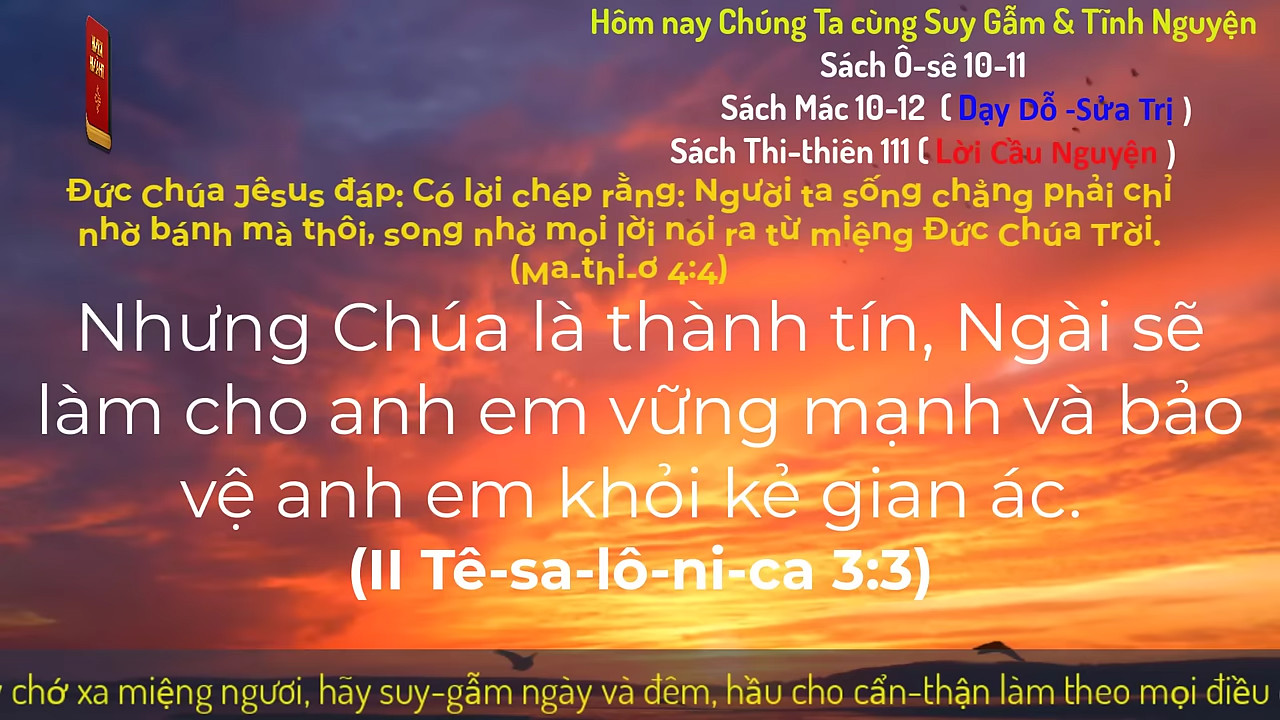 Hôm nay Chúng Ta cùng Suy Gẫm & Tĩnh Nguyện
Sách Ô-sê 10-11
Sách Mác 10-12 ( Dạy Dỗ -Sửa Trị )
Sách Thi-thiên 111 ( Lời Cầu Nguyện )
Đức Chúa Jêsus đáp: Có lời chép rằng: Người ta sống chẳng phải chỉ
nhờ bánh mà thôi, song nhờ mọi lời nói ra từ miệng Đức Chúa Trời.
(Ma-thi-ơ 4:4)
Nhưng Chúa là thành tín, Ngài sẽ
làm cho anh em vững mạnh và bảo
vệ anh em khỏi kẻ gian ác.
(II Tê-sa-lô-ni-ca 3:3)
chớ xa miệng ngươi, hãy suy-gẫm ngày và đêm, hầu cho cẩn-thận làm theo mọi điều